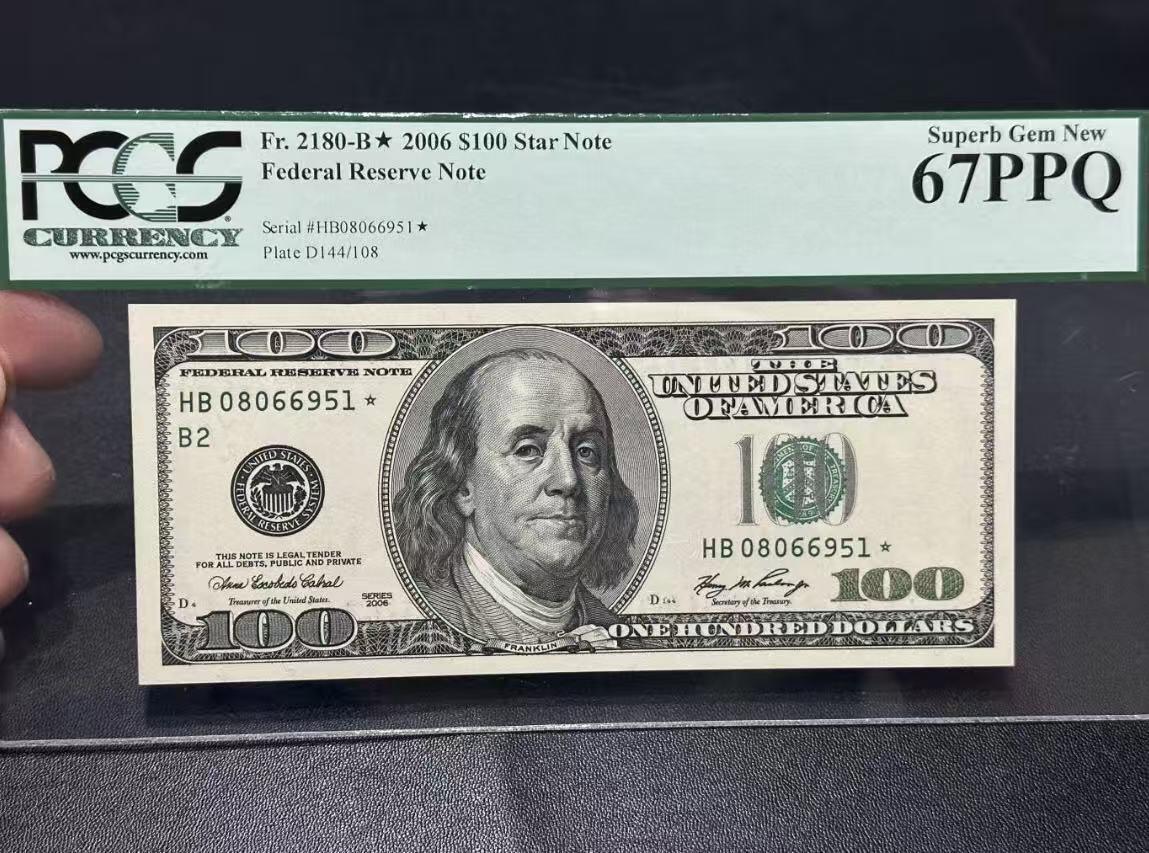 PCGS
CURRENCY
www.pcgscurrency.com
Fr. 2180-B★ 2006 $100 Star Note
Federal Reserve Note
Serial #HB08066951★
Plate D144/108
Superb Gem New
67PPQ
100
100
FEDERAL RESERVE NOTE
HB 08066951 ★
B2
UNITED STATES
FEDERAL RESERVE SYSTEM
THE
UNITED STATES
OF AMERICA
100
HB 08066951 ★
THIS NOTE IS LEGAL TENDER
FOR ALL DEBTS, PUBLIC AND PRIVATE
Anna Escobedo Cabral
Treasurer of the United States.
SERIES
2006
D
Secretary of the Treasury.
100
100
FRANKLIN
ONE HUNDRED DOLLARS